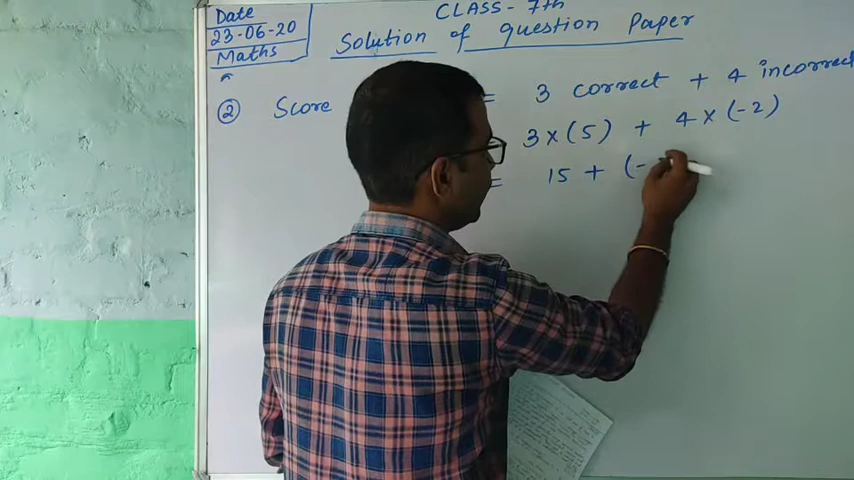 Date
23-06-20
Maths
CLASS - 7th
Solution of question Paper
② Score = 3 correct + 4 incorrect
3×(5) + 4×(-2)
= 15 + (-